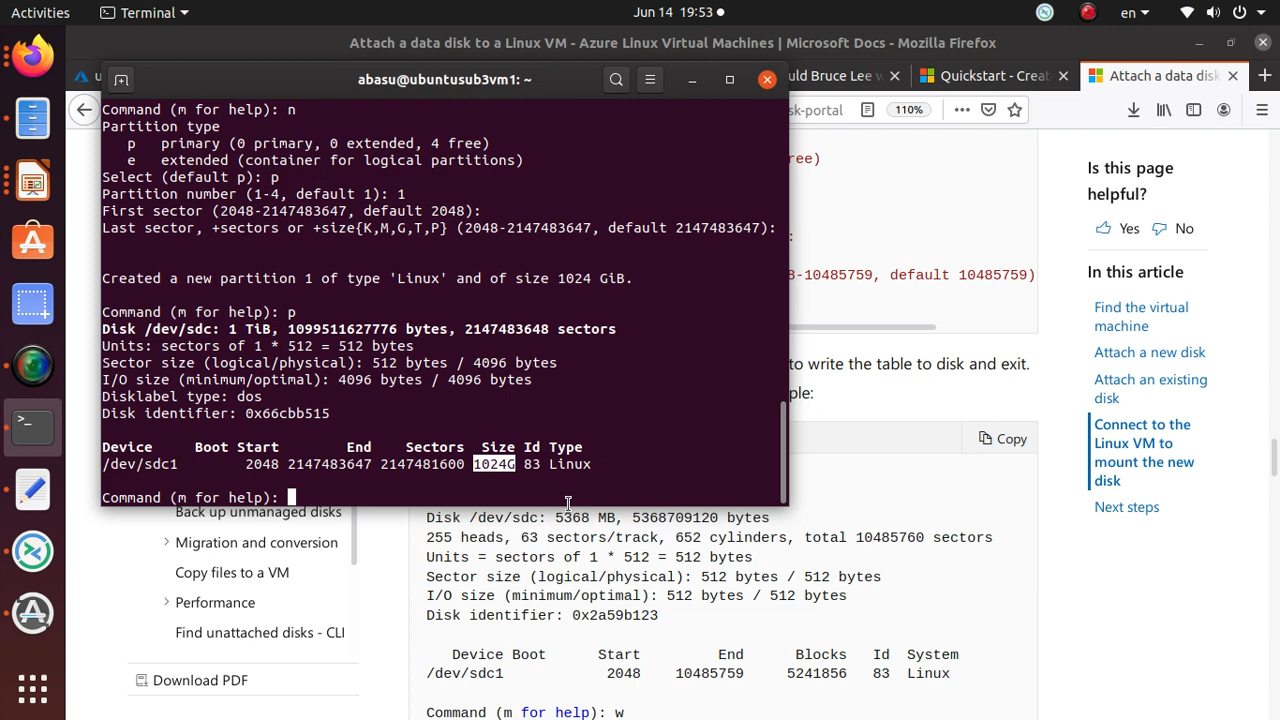 Activities
Terminal
Jun 14 19:53
en
Attach a data disk to a Linux VM - Azure Linux Virtual Machines | Microsoft Docs - Mozilla Firefox
abasu@ubuntusub3vm1: ~
uld Bruce Lee
Quickstart - Creat
Attach a data disk
sk-portal
110%
Command (m for help): n
Partition type
p primary (0 primary, 0 extended, 4 free)
e extended (container for logical partitions)
Select (default p): p
Partition number (1-4, default 1): 1
First sector (2048-2147483647, default 2048):
Last sector, +sectors or +size{K,M,G,T,P} (2048-2147483647, default 2147483647):
Created a new partition 1 of type 'Linux' and of size 1024 GiB.
Command (m for help): p
Disk /dev/sdc: 1 TiB, 1099511627776 bytes, 2147483648 sectors
Units: sectors of 1 * 512 = 512 bytes
Sector size (logical/physical): 512 bytes / 4096 bytes
I/O size (minimum/optimal): 4096 bytes / 4096 bytes
Disklabel type: dos
Disk identifier: 0x66cbb515
Device Boot Start End Sectors Size Id Type
/dev/sdc1 2048 2147483647 2147481600 1024G 83 Linux
Command (m for help):
ree)
:
8-10485759, default 10485759)
to write the table to disk and exit.
ple:
Copy
Disk /dev/sdc: 5368 MB, 5368709120 bytes
255 heads, 63 sectors/track, 652 cylinders, total 10485760 sectors
Units = sectors of 1 * 512 = 512 bytes
Sector size (logical/physical): 512 bytes / 512 bytes
I/O size (minimum/optimal): 512 bytes / 512 bytes
Disk identifier: 0x2a59b123
Device Boot Start End Blocks Id System
/dev/sdc1 2048 10485759 5241856 83 Linux
Command (m for help): w
Back up unmanaged disks
Migration and conversion
Copy files to a VM
Performance
Find unattached disks - CLI
Download PDF
Is this page
helpful?
Yes No
In this article
Find the virtual
machine
Attach a new disk
Attach an existing
disk
Connect to the
Linux VM to
mount the new
disk
Next steps